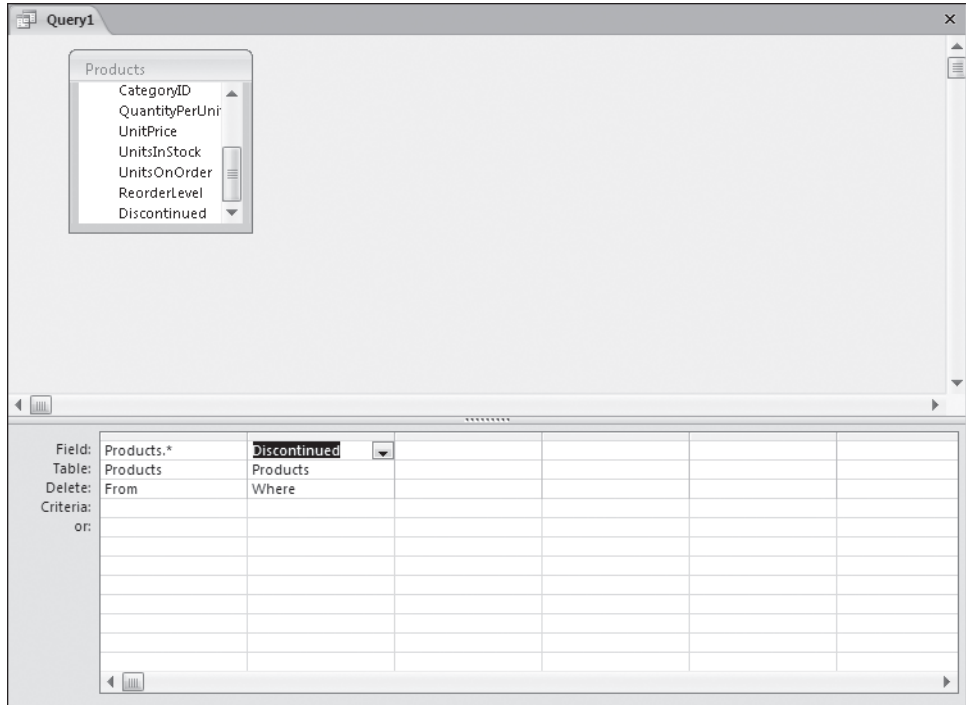 Query1
Products
CategoryID
QuantityPerUni
UnitPrice
UnitsInStock
UnitsOnOrder
ReorderLevel
Discontinued
Field: Products.* Discontinued
Table: Products Products
Delete: From Where
Criteria:
or: